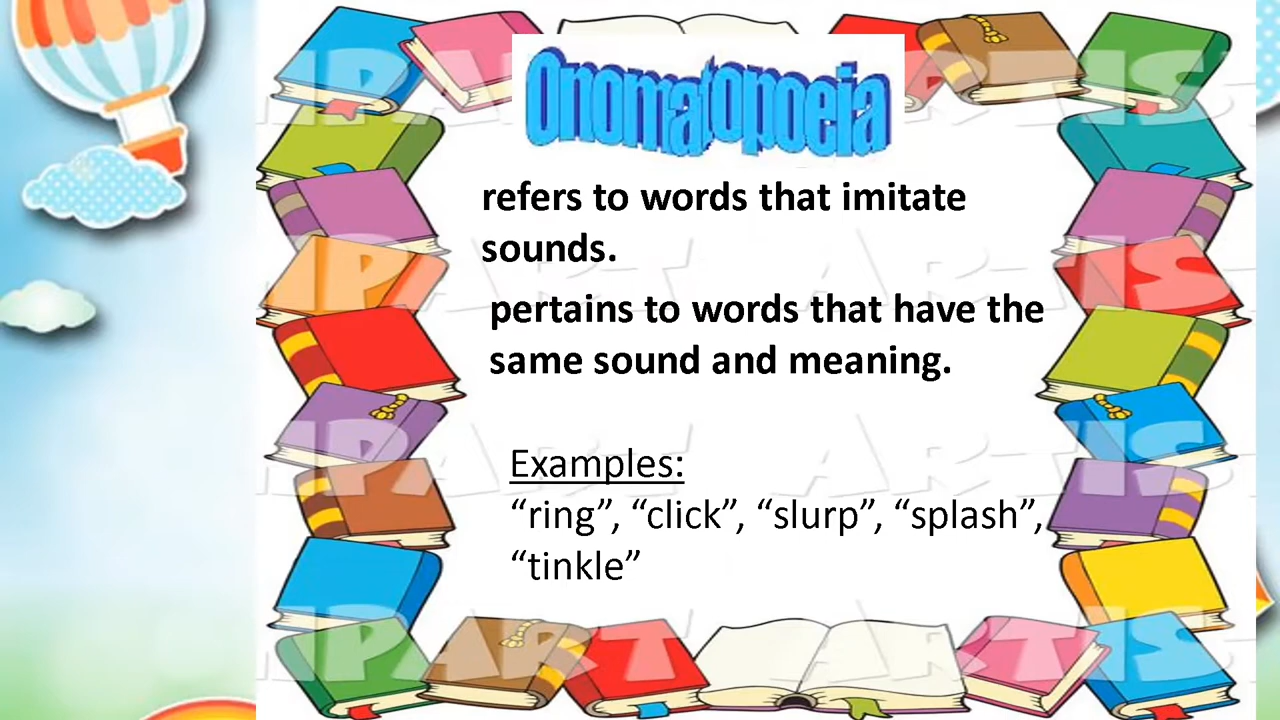 Onomatopoeia
refers to words that imitate
sounds.
pertains to words that have the
same sound and meaning.
Examples:
“ring”, “click”, “slurp”, “splash”,
“tinkle”